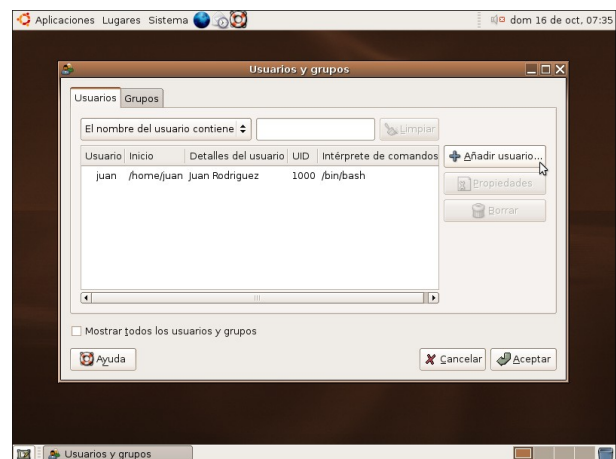 Aplicaciones Lugares Sistema dom 16 de oct, 07:35
Usuarios y grupos
Usuarios Grupos
El nombre del usuario contiene Limpiar
Usuario Inicio Detalles del usuario UID Intérprete de comandos
Añadir usuario...
juan /home/juan Juan Rodriguez 1000 /bin/bash
Propiedades
Borrar
Mostrar todos los usuarios y grupos
Ayuda Cancelar Aceptar
Usuarios y grupos